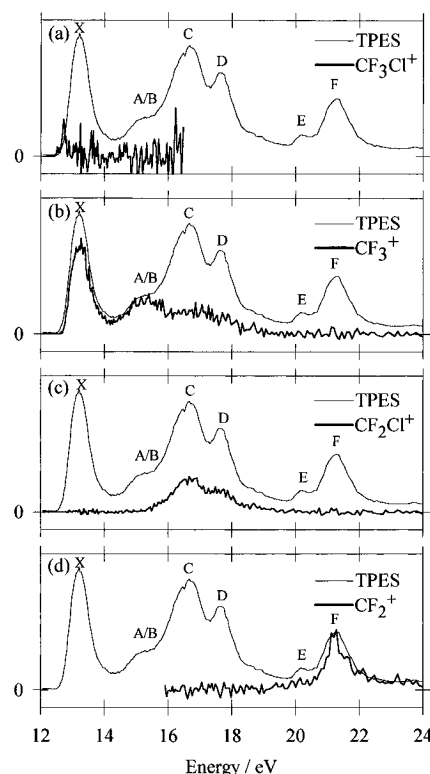 (a) X A/B C D E F TPES CF₃Cl⁺
0
(b) X A/B C D E F TPES CF₃⁺
0
(c) X A/B C D E F TPES CF₂Cl⁺
0
(d) X A/B C D E F TPES CF₂⁺
0
12 14 16 18 20 22 24
Energy / eV